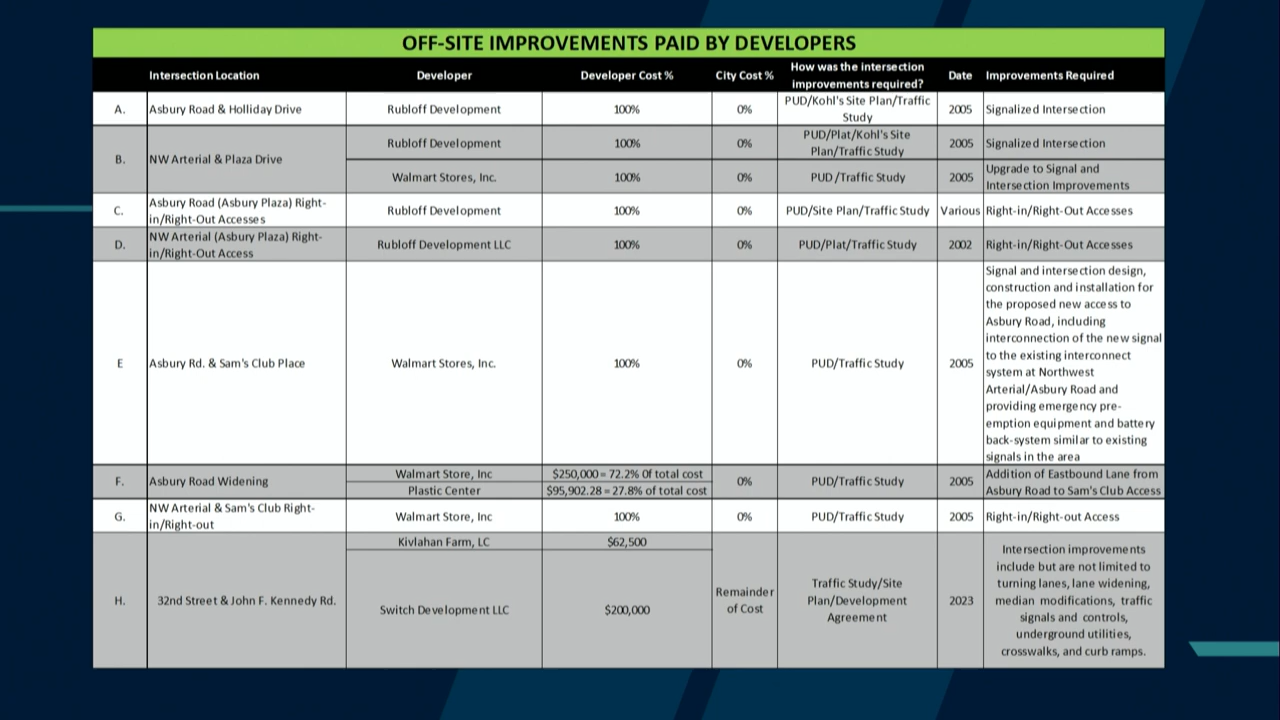 OFF-SITE IMPROVEMENTS PAID BY DEVELOPERS
Intersection Location
Developer
Developer Cost %
City Cost %
How was the intersection
improvements required?
Date
Improvements Required
A.
Asbury Road & Holliday Drive
Rubloff Development
100%
0%
PUD/Kohl's Site Plan/Traffic
Study
2005
Signalized Intersection
B.
NW Arterial & Plaza Drive
Rubloff Development
100%
0%
PUD/Plat/Kohl's Site
Plan/Traffic Study
2005
Signalized Intersection
Walmart Stores, Inc.
100%
0%
PUD /Traffic Study
2005
Upgrade to Signal and
Intersection Improvements
C.
Asbury Road (Asbury Plaza) Right-
in/Right-Out Accesses
Rubloff Development
100%
0%
PUD/Site Plan/Traffic Study
Various
Right-in/Right-Out Accesses
D.
NW Arterial (Asbury Plaza) Right-
in/Right-Out Access
Rubloff Development LLC
100%
0%
PUD/Plat/Traffic Study
2002
Right-in/Right-Out Accesses
E
Asbury Rd. & Sam's Club Place
Walmart Stores, Inc.
100%
0%
PUD/Traffic Study
2005
Signal and intersection design,
construction and installation for
the proposed new access to
Asbury Road, including
interconnection of the new signal
to the existing interconnect
system at Northwest
Arterial/Asbury Road and
providing emergency pre-
emption equipment and battery
back-system similar to existing
signals in the area
F.
Asbury Road Widening
Walmart Store, Inc
$250,000 = 72.2% 0f total cost
Plastic Center
$95,902.28 = 27.8% of total cost
0%
PUD/Traffic Study
2005
Addition of Eastbound Lane from
Asbury Road to Sam's Club Access
G.
NW Arterial & Sam's Club Right-
in/Right-out
Walmart Store, Inc
100%
0%
PUD/Traffic Study
2005
Right-in/Right-out Access
H.
32nd Street & John F. Kennedy Rd.
Kivlahan Farm, LC
$62,500
Switch Development LLC
$200,000
Remainder
of Cost
Traffic Study/Site
Plan/Development
Agreement
2023
Intersection improvements
include but are not limited to
turning lanes, lane widening,
median modifications, traffic
signals and controls,
underground utilities,
crosswalks, and curb ramps.